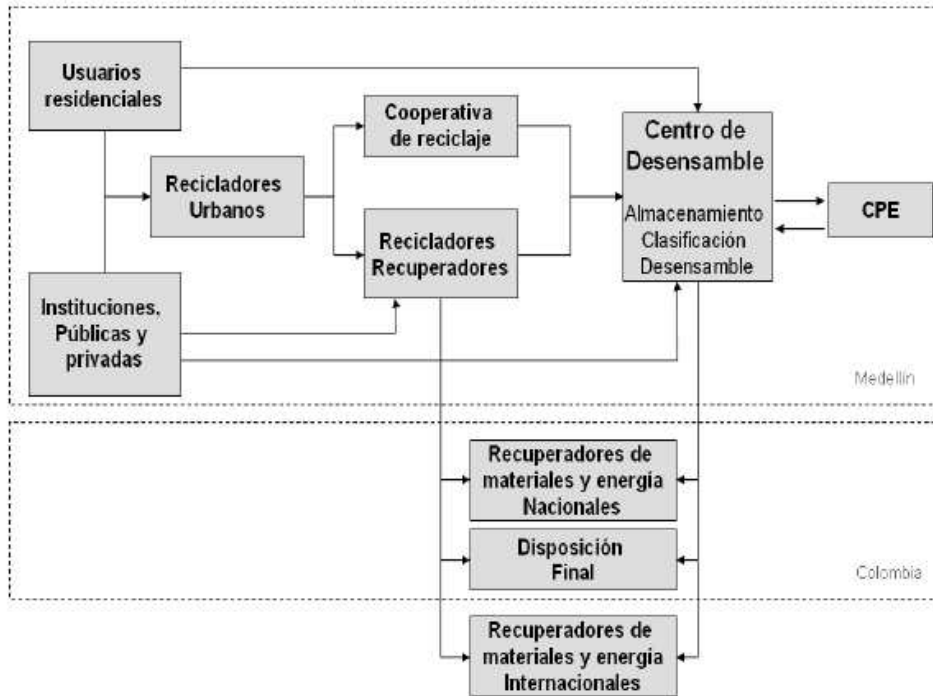 Usuarios
residenciales
Cooperativa
de reciclaje
Centro de
Desensamble
Almacenamiento
Clasificación
Desensamble
CPE
Recicladores
Urbanos
Recicladores
Recuperadores
Instituciones,
Públicas y
privadas
Medellín
Recuperadores de
materiales y energía
Nacionales
Disposición
Final
Colombia
Recuperadores de
materiales y energía
Internacionales